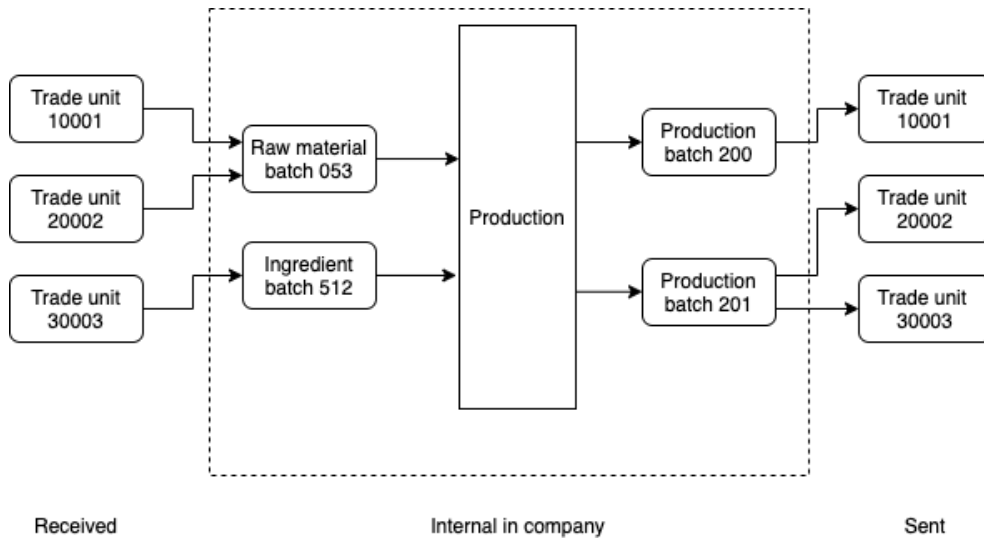 Trade unit
10001
Trade unit
20002
Trade unit
30003
Raw material
batch 053
Ingredient
batch 512
Production
Production
batch 200
Production
batch 201
Trade unit
10001
Trade unit
20002
Trade unit
30003
Received
Internal in company
Sent